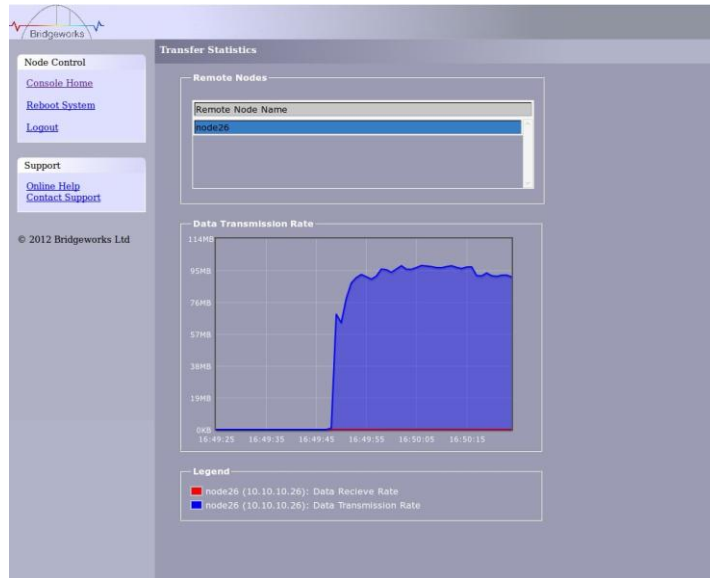 Bridgeworks
Transfer Statistics
Node Control
Console Home
Reboot System
Logout
Support
Online Help
Contact Support
© 2012 Bridgeworks Ltd
Remote Nodes
Remote Node Name
node26
Data Transmission Rate
114MB
95MB
76MB
57MB
38MB
19MB
0KB
16:49:25 16:49:35 16:49:45 16:49:55 16:50:05 16:50:15
Legend
node26 (10.10.10.26): Data Recieve Rate
node26 (10.10.10.26): Data Transmission Rate